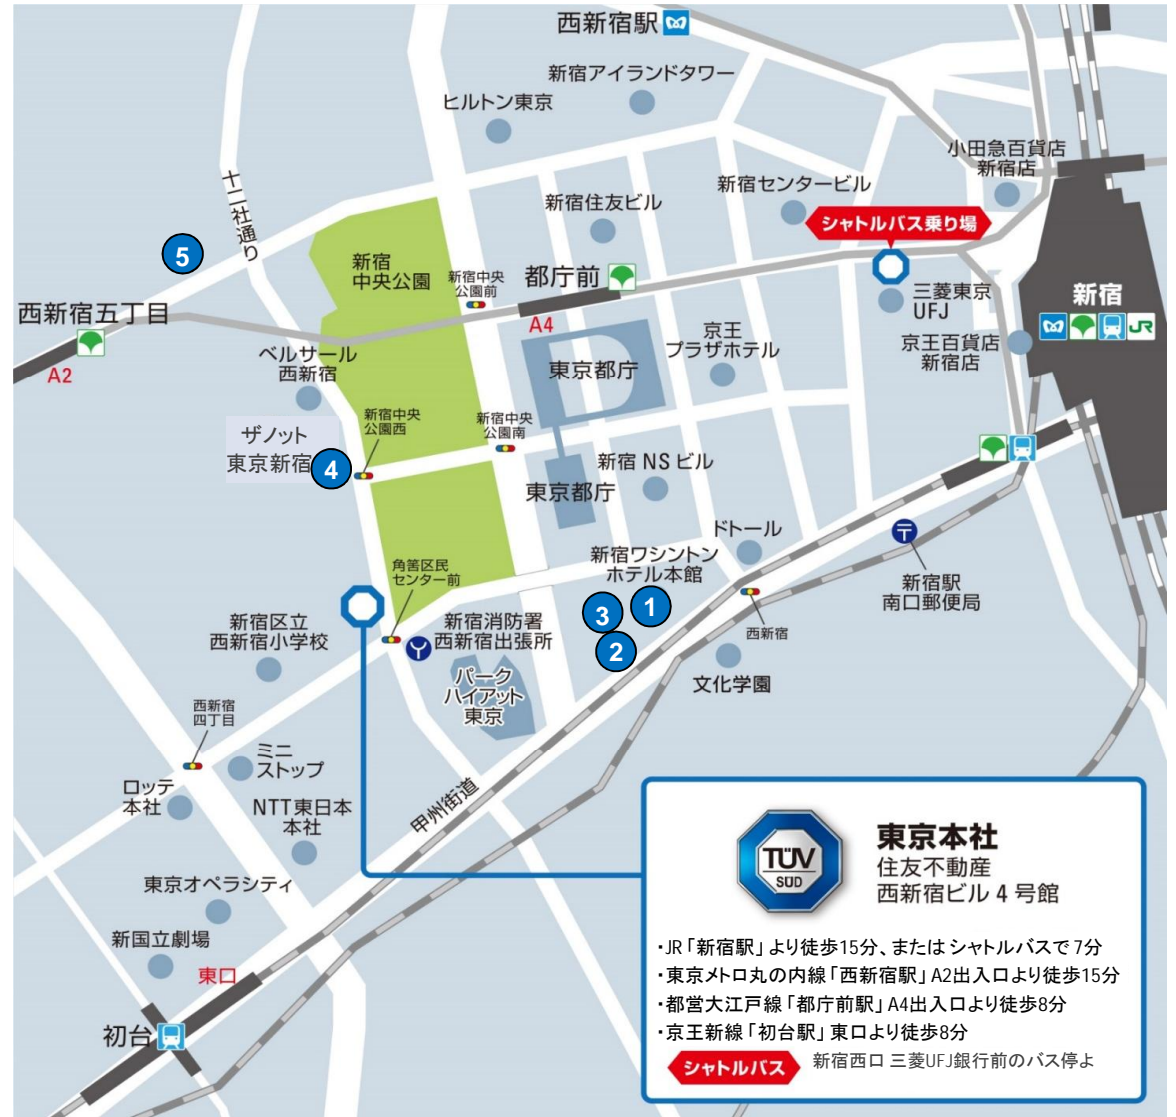 西新宿駅
新宿アイランドタワー
ヒルトン東京
小田急百貨店
新宿店
十二社通り
新宿センタービル
新宿住友ビル
シャトルバス乗り場
5
新宿
中央公園
新宿中央
公園前
都庁前
三菱東京
UFJ
新宿
JR
西新宿五丁目
A2
A4
京王
プラザホテル
京王百貨店
新宿店
ベルサール
西新宿
東京都庁
新宿中央
公園西
新宿中央
公園南
ザノット
東京新宿
4
新宿 NS ビル
東京都庁
ドトール
新宿ワシントン
ホテル本館
新宿駅
南口郵便局
角筈区民
センター前
3
1
2
西新宿
新宿区立
西新宿小学校
新宿消防署
西新宿出張所
パーク
ハイアット
東京
文化学園
西新宿
四丁目
ミニ
ストップ
ロッテ
本社
NTT東日本
本社
甲州街道
東京オペラシティ
新国立劇場
東口
初台
TÜV
SÜD
東京本社
住友不動産
西新宿ビル 4 号館
・JR「新宿駅」より徒歩15分、または シャトルバスで 7分
・東京メトロ丸の内線「西新宿駅」A2出入口より徒歩15分
・都営大江戸線「都庁前駅」A4出入口より徒歩8分
・京王新線「初台駅」東口より徒歩8分
シャトルバス
新宿西口 三菱UFJ銀行前のバス停よ